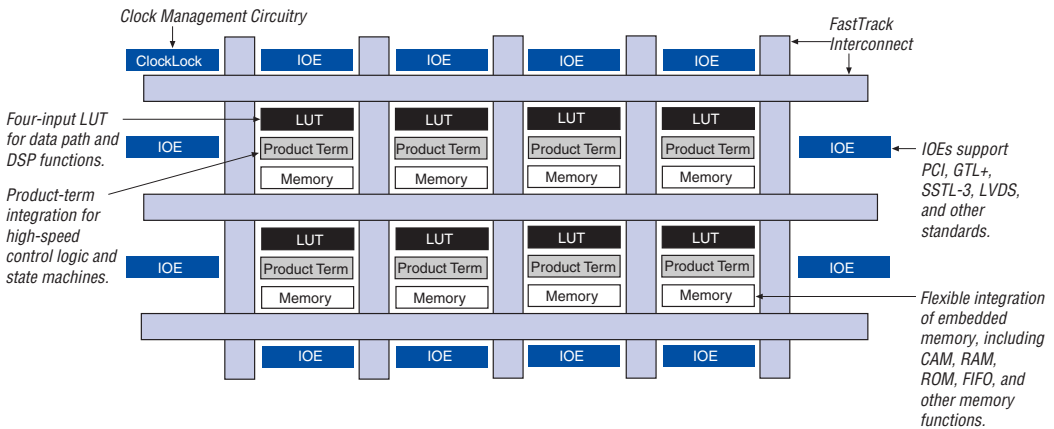 Clock Management Circuitry
FastTrack
Interconnect
ClockLock
IOE
IOE
IOE
IOE
Four-input LUT
for data path and
DSP functions.
LUT
LUT
LUT
LUT
IOE
Product Term
Product Term
Product Term
Product Term
IOE
IOEs support
PCI, GTL+,
SSTL-3, LVDS,
and other
standards.
Memory
Memory
Memory
Memory
Product-term
integration for
high-speed
control logic and
state machines.
LUT
LUT
LUT
LUT
IOE
Product Term
Product Term
Product Term
Product Term
IOE
Memory
Memory
Memory
Memory
Flexible integration
of embedded
memory, including
CAM, RAM,
ROM, FIFO, and
other memory
functions.
IOE
IOE
IOE
IOE